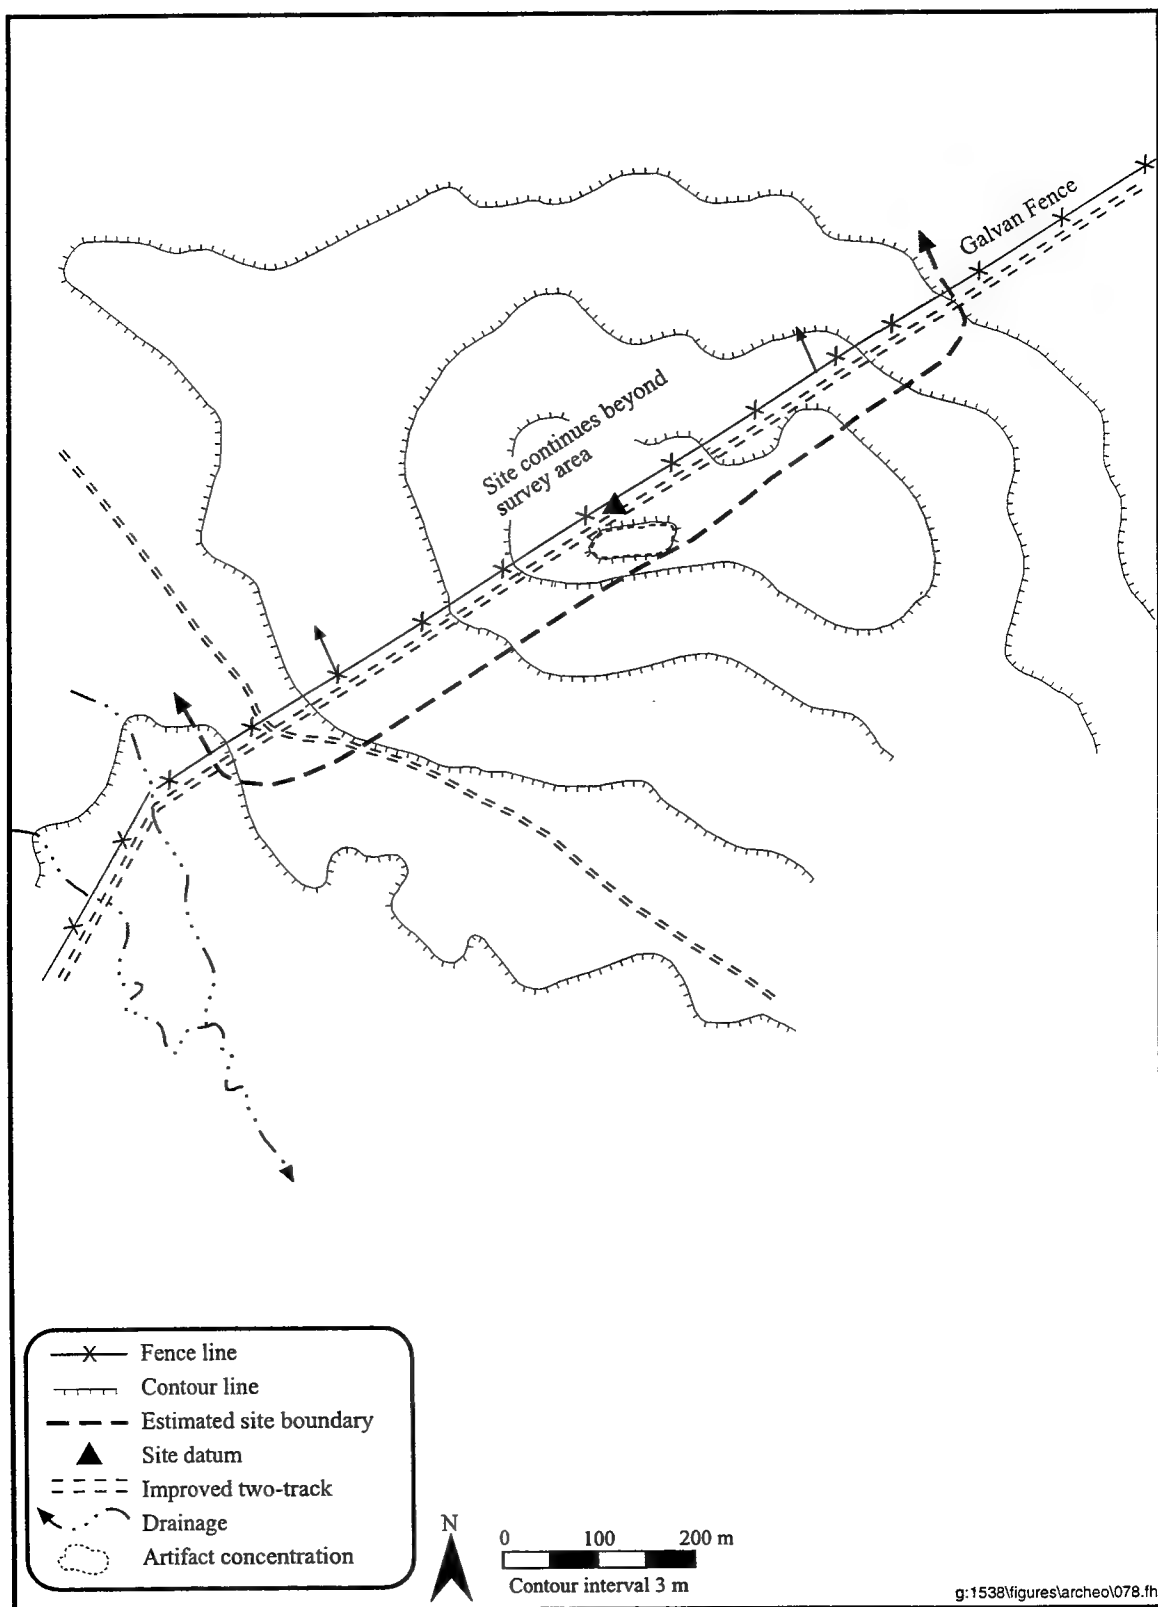 Galvan Fence
Site continues beyond
survey area
Fence line
Contour line
Estimated site boundary
Site datum
Improved two-track
Drainage
Artifact concentration
N
0 100 200 m
Contour interval 3 m
g:1538\figures\archeo\078.fh